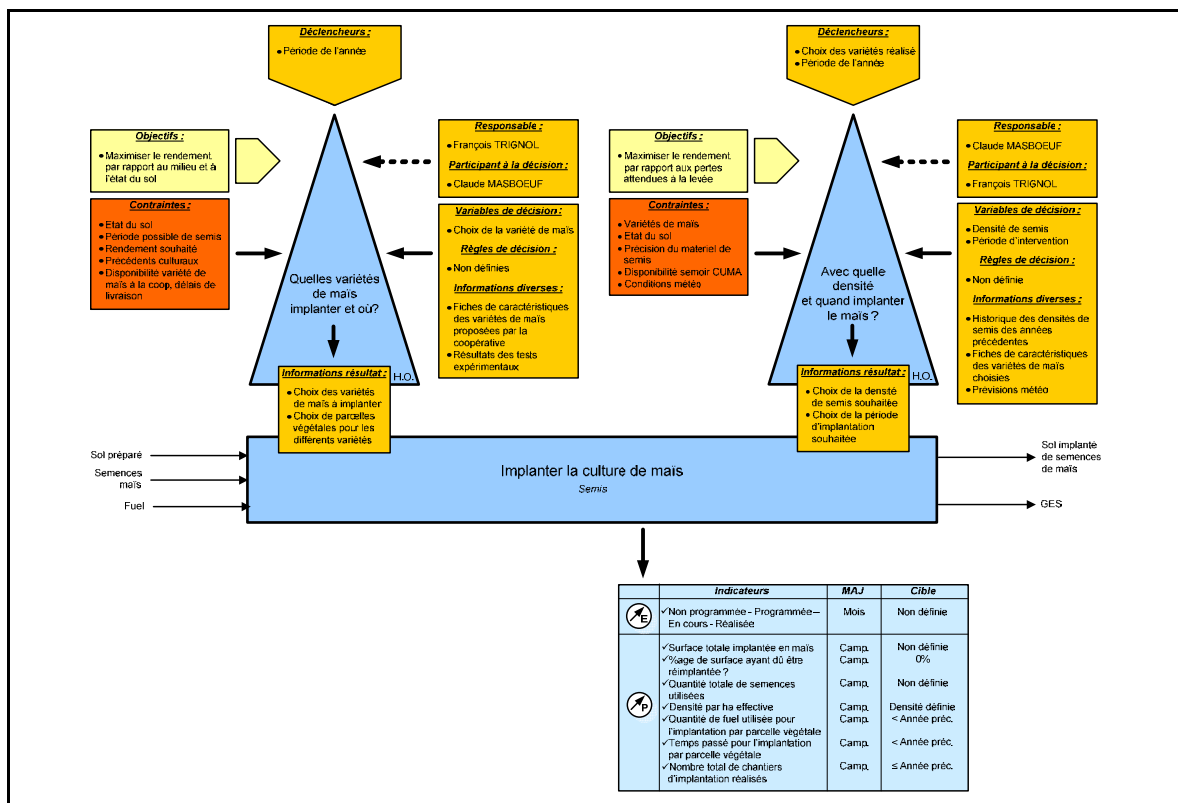 Déclencheurs :
• Période de l'année
Objectifs :
• Maximiser le rendement
par rapport au milieu et à
l'état du sol
Contraintes :
• Etat du sol
• Période possible de semis
• Rendement souhaité
• Précédents culturaux
• Disponibilité variété de
maïs à la coop, délais de
livraison
Responsable :
• François TRIGNOL
Participant à la décision :
• Claude MASBOEUF
Variables de décision :
• Choix de la variété de maïs
Règles de décision :
• Non définies
Informations diverses :
• Fiches de caractéristiques
des variétés de maïs
proposées par la
coopérative
• Résultats des tests
expérimentaux
Quelles variétés
de maïs
implanter et où?
H.O.
Informations résultat :
• Choix des variétés
de maïs à implanter
• Choix de parcelles
végétales pour les
différents variétés
Déclencheurs :
• Choix des variétés réalisé
• Période de l'année
Objectifs :
• Maximiser le rendement
par rapport aux pertes
attendues à la levée
Contraintes :
• Variétés de maïs
• Etat du sol
• Précision du materiel de
semis
• Disponibilité semoir CUMA
• Conditions météo
Responsable :
• Claude MASBOEUF
Participant à la décision :
• François TRIGNOL
Variables de décision :
• Densité de semis
• Période d'intervention
Règles de décision :
• Non définie
Informations diverses :
• Historique des densités de
semis des années
précédentes
• Fiches de caractéristiques
des variétés de maïs
choisies
• Prévisions météo
Avec quelle
densité
et quand implanter
le maïs ?
H.O.
Informations résultat :
• Choix de la densité
de semis souhaitée
• Choix de la période
d'implantation
souhaitée
Sol préparé
Semences
maïs
Fuel
Implanter la culture de maïs
Semis
Sol implanté
de semences
de maïs
GES
Indicateurs MAJ Cible
E ✓Non programmée - Programmée – Mois Non définie
En cours - Réalisée
P
✓Surface totale implantée en maïs Camp. Non définie
✓%age de surface ayant dû être Camp. 0%
réimplantée ?
✓Quantité totale de semences Camp. Non définie
utilisées
✓Densité par ha effective Camp. Densité définie
✓Quantité de fuel utilisée pour Camp. < Année préc.
l'implantation par parcelle végétale
✓Temps passé pour l'implantation Camp. < Année préc.
par parcelle végétale
✓Nombre total de chantiers Camp. ≤ Année préc.
d'implantation réalisés